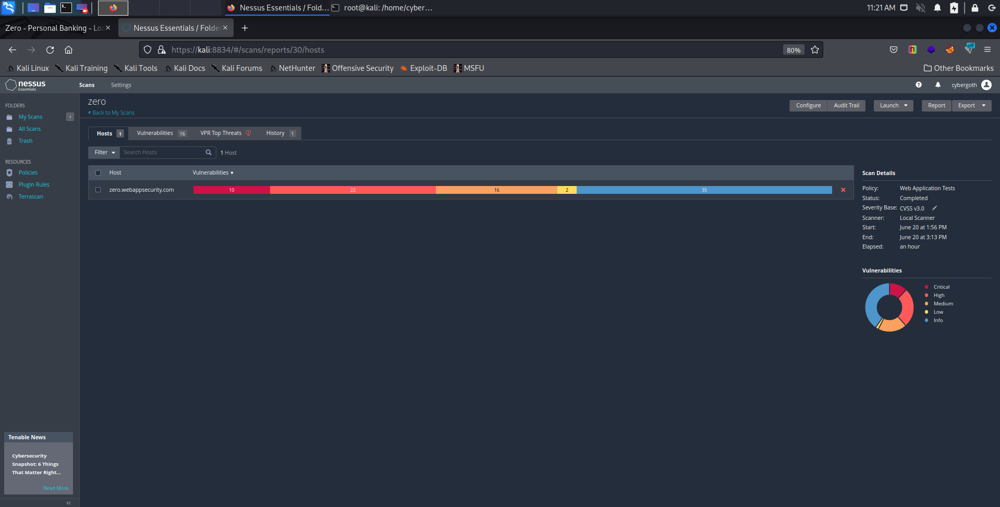 Nessus Essentials / Fold…
root@kali: /home/cyber…
11:21 AM
Zero - Personal Banking - Lo
Nessus Essentials / Folde
https://kali:8834/#/scans/reports/30/hosts
80%
off
Kali Linux
Kali Training
Kali Tools
Kali Docs
Kali Forums
NetHunter
Offensive Security
Exploit-DB
MSFU
Other Bookmarks
nessus
Essentials
Scans
Settings
cybergoth
FOLDERS
My Scans
1
All Scans
Trash
RESOURCES
Policies
Plugin Rules
Terrascan
zero
Back to My Scans
Configure
Audit Trail
Launch
Report
Export
Hosts 1
Vulnerabilities 16
VPR Top Threats
History 1
Filter
Search Hosts
1 Host
Host
Vulnerabilities
zero.webappsecurity.com
10
22
16
2
35
Scan Details
Policy: Web Application Tests
Status: Completed
Severity Base: CVSS v3.0
Scanner: Local Scanner
Start: June 20 at 1:56 PM
End: June 20 at 3:13 PM
Elapsed: an hour
Vulnerabilities
Critical
High
Medium
Low
Info
Tenable News
Cybersecurity
Snapshot: 6 Things
That Matter Right...
Read More